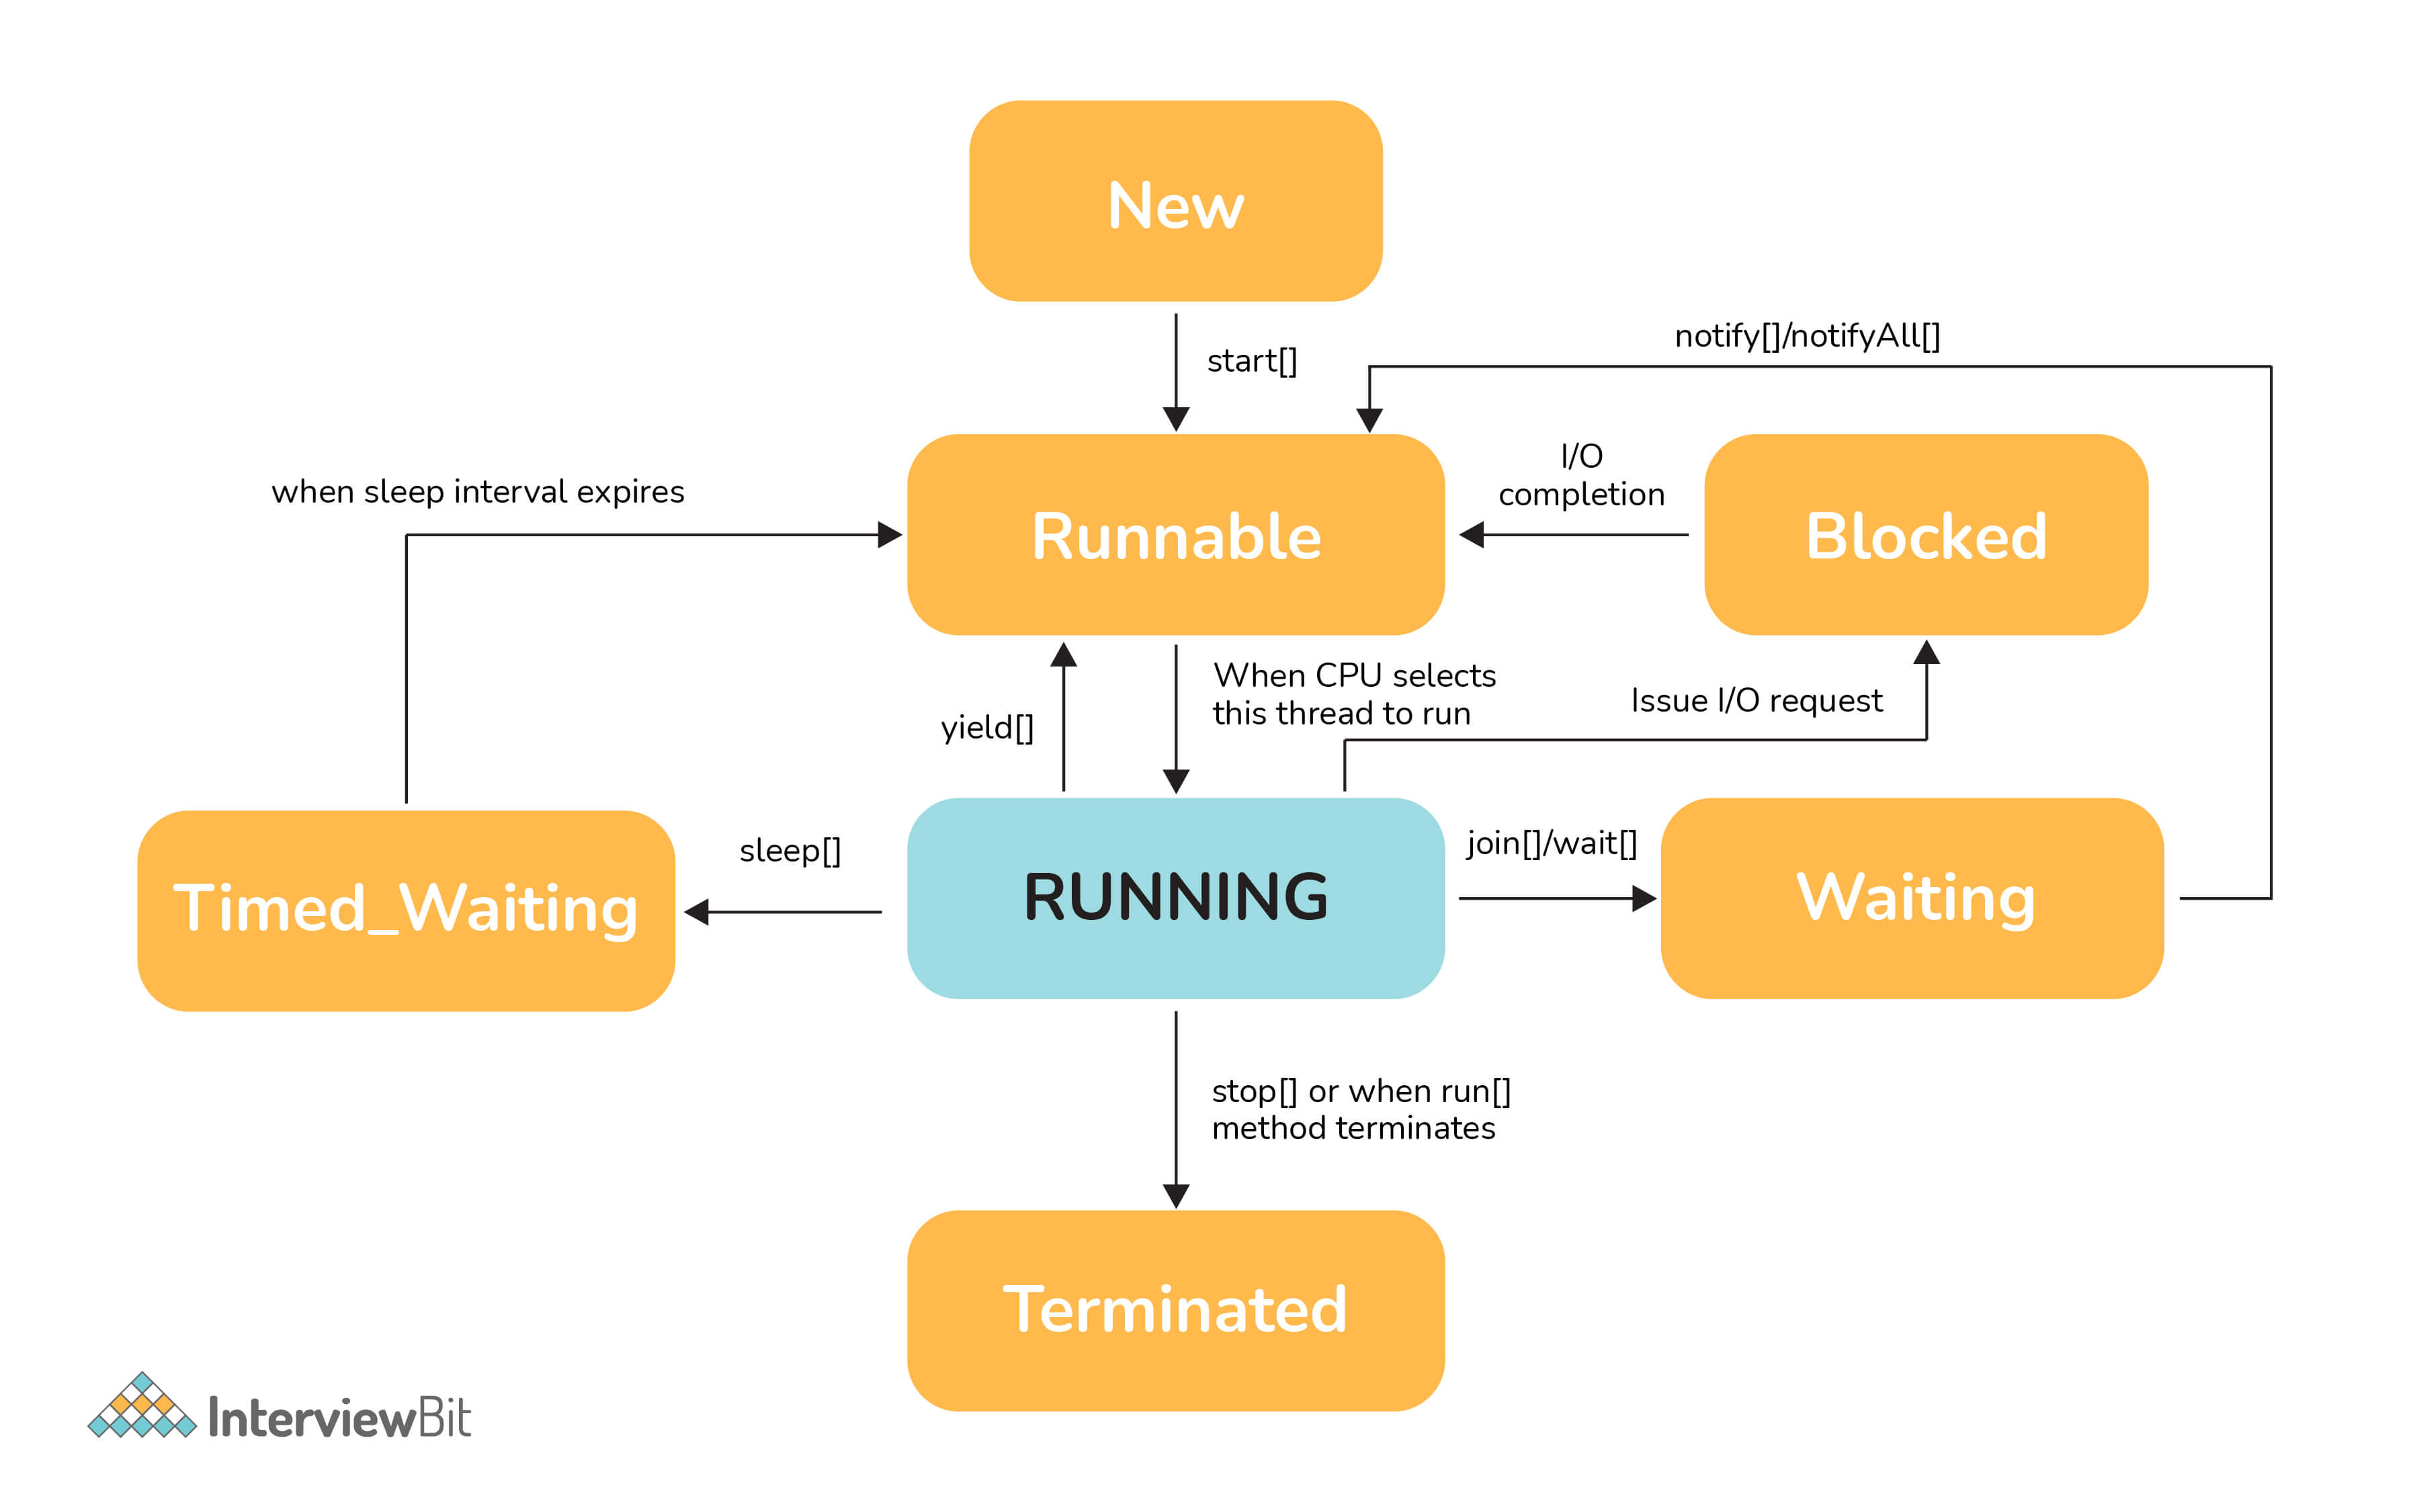 New
start[]
notify[]/notifyAll[]
when sleep interval expires
Runnable
I/O
completion
Blocked
yield[]
When CPU selects
this thread to run
Issue I/O request
Timed_Waiting
sleep[]
RUNNING
join[]/wait[]
Waiting
stop[] or when run[]
method terminates
Terminated
InterviewBit